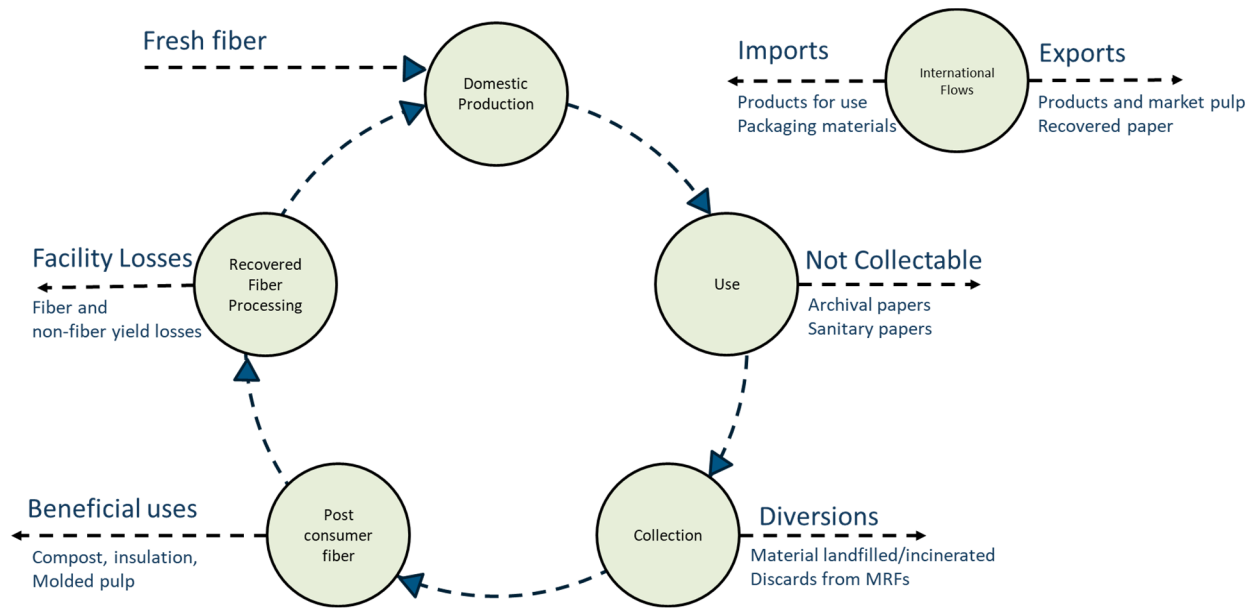 Fresh fiber
Domestic
Production
Imports
Products for use
Packaging materials
International
Flows
Exports
Products and market pulp
Recovered paper
Facility Losses
Fiber and
non-fiber yield losses
Recovered
Fiber
Processing
Use
Not Collectable
Archival papers
Sanitary papers
Beneficial uses
Compost, insulation,
Molded pulp
Post
consumer
fiber
Collection
Diversions
Material landfilled/incinerated
Discards from MRFs